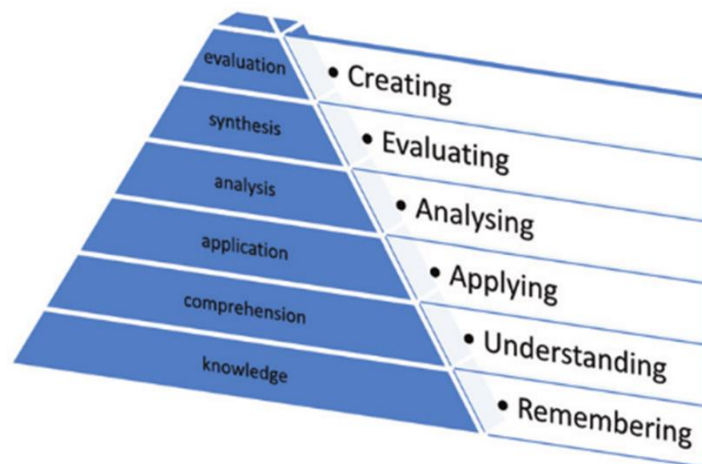 evaluation
• Creating
synthesis
• Evaluating
analysis
• Analysing
application
• Applying
comprehension
• Understanding
knowledge
• Remembering